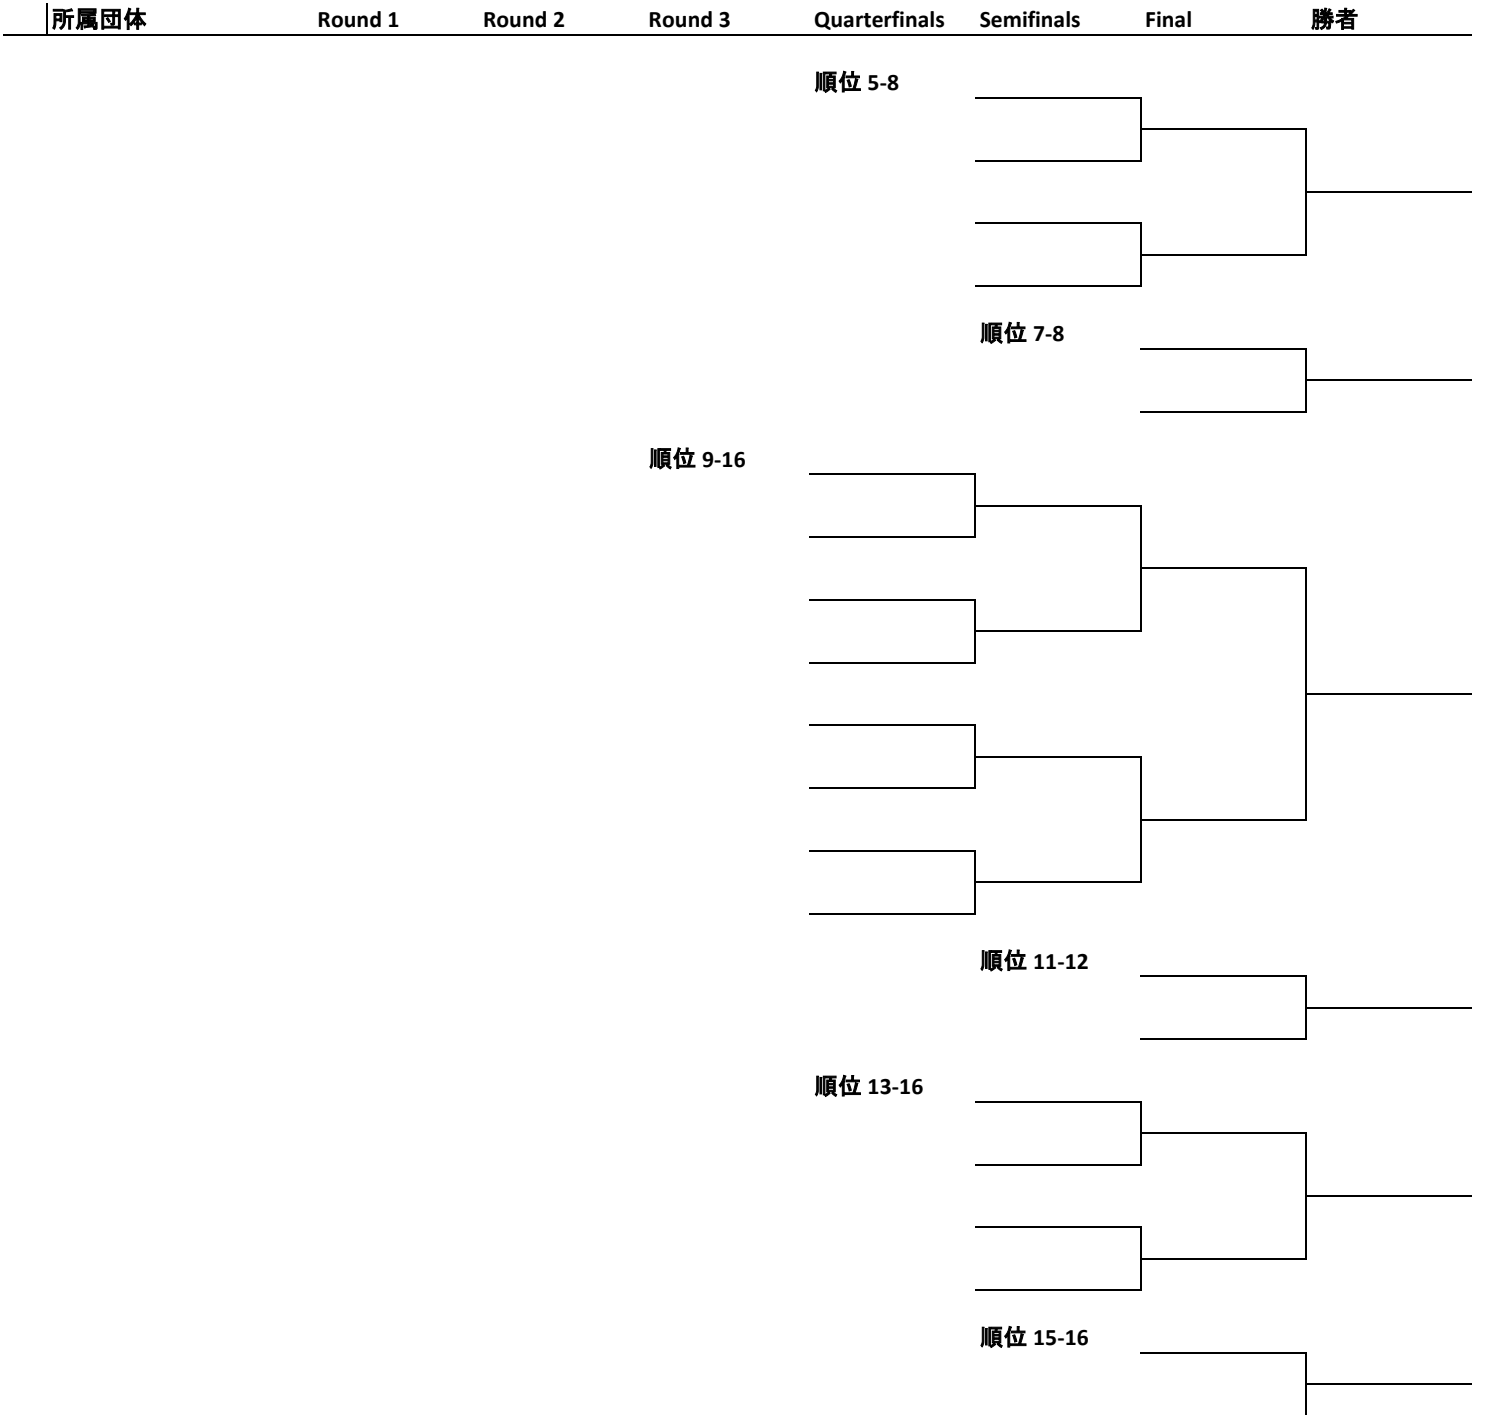 所属団体 Round 1 Round 2 Round 3 Quarterfinals Semifinals Final 勝者
順位 5-8
順位 7-8
順位 9-16
順位 11-12
順位 13-16
順位 15-16